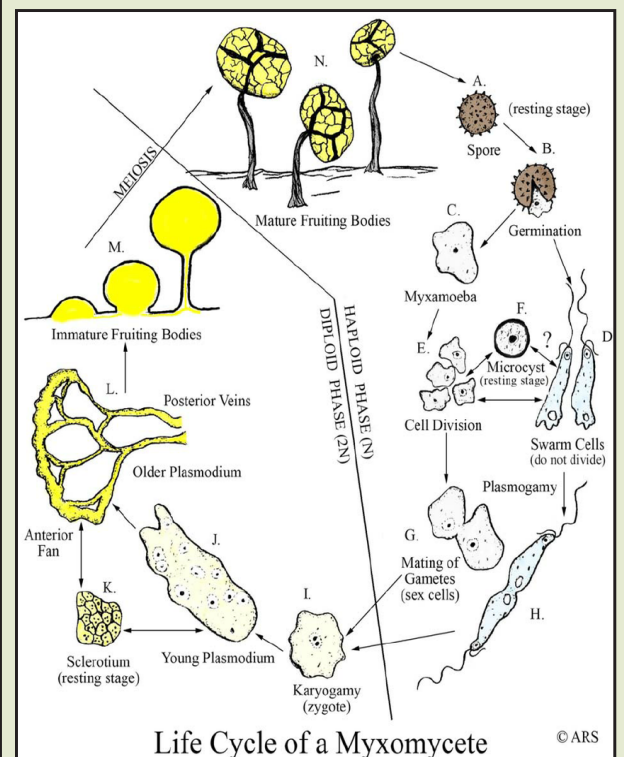 N.
A.
(resting stage)
Spore
B.
MEIOSIS
Mature Fruiting Bodies
C.
Germination
M.
Myxamoeba
F.
D
Immature Fruiting Bodies
HAPLOID PHASE (N)
DIPLOID PHASE (2N)
E.
?
Microcyst
(resting stage)
L.
Posterior Veins
Cell Division
Swarm Cells
(do not divide)
Older Plasmodium
Plasmogamy
Anterior
Fan
J.
G.
Mating of
Gametes
(sex cells)
K.
I.
H.
Sclerotium
(resting stage)
Young Plasmodium
Karyogamy
(zygote)
Life Cycle of a Myxomycete
© ARS